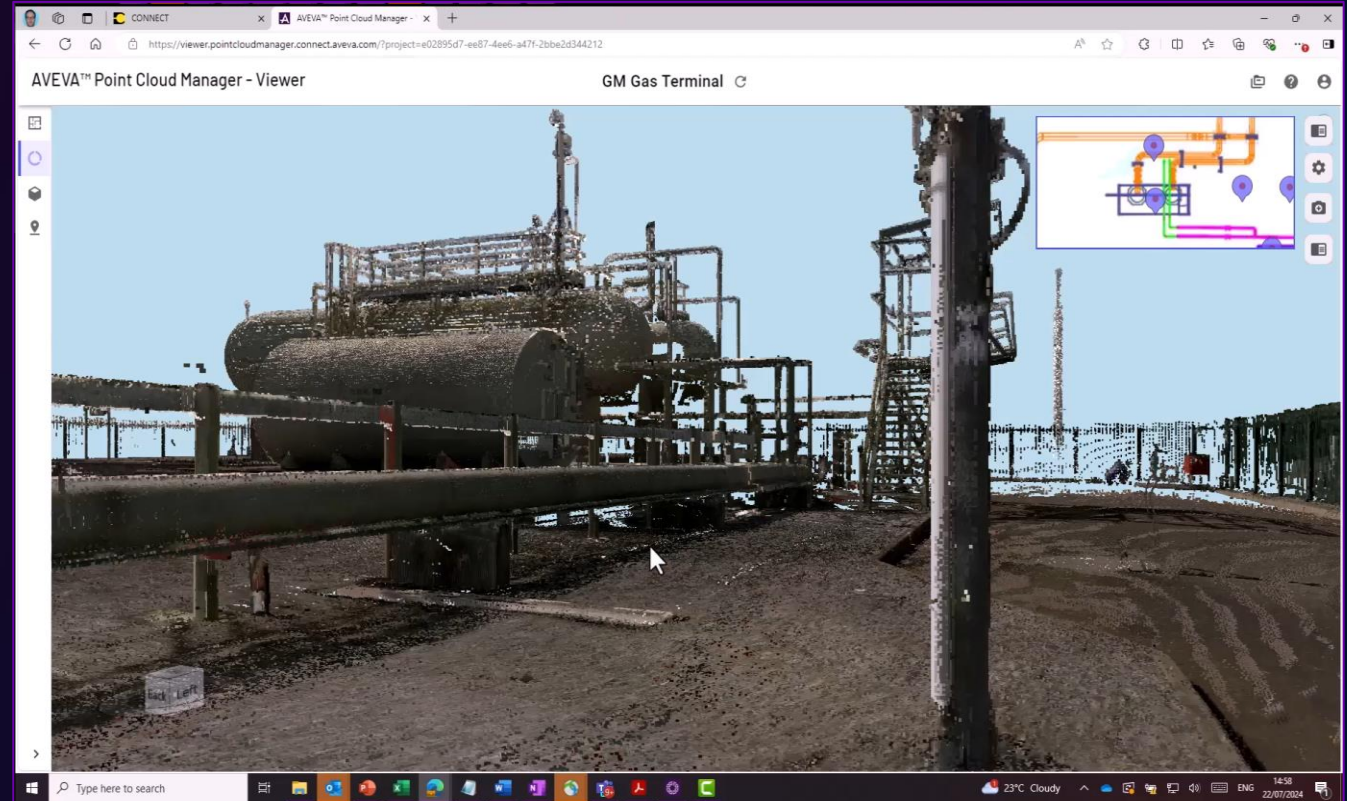 CONNECT
AVEVA™ Point Cloud Manager -
https://viewer.pointcloudmanager.connect.aveva.com/?project=e02895d7-ee87-4ee6-a47f-2bbe2d344212
AVEVA™ Point Cloud Manager - Viewer
GM Gas Terminal
Left
Type here to search
23°C Cloudy
ENG
14:58
22/07/2024